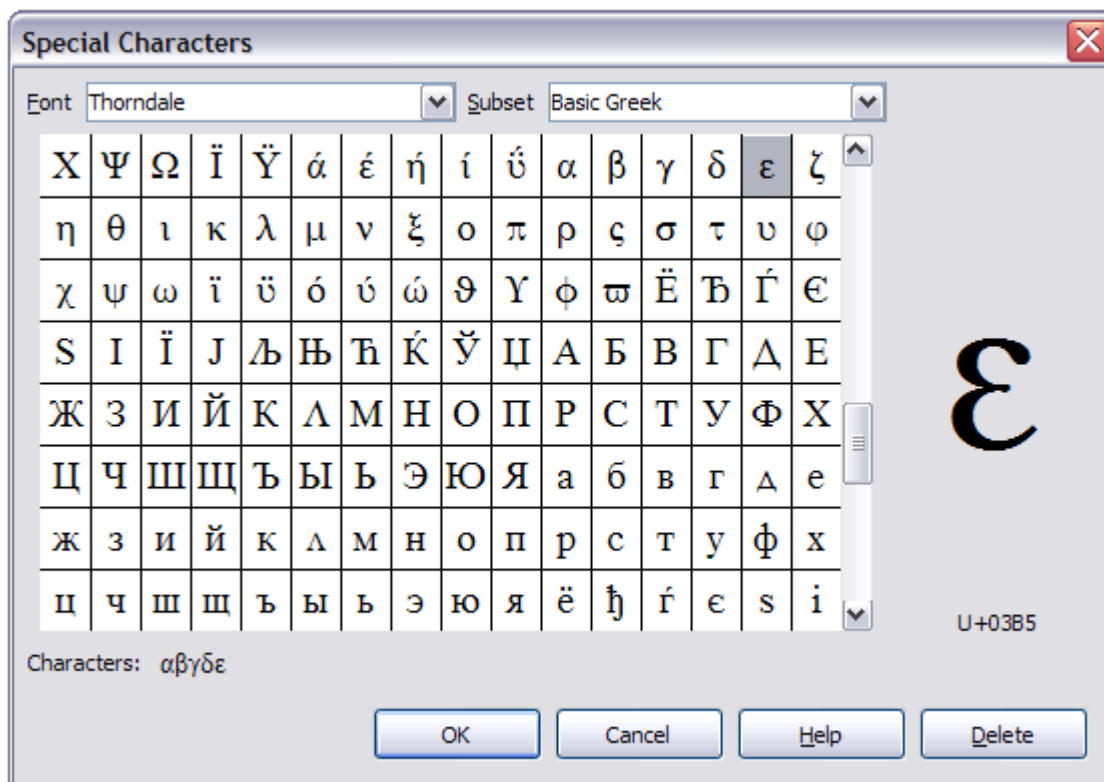 Special Characters
Font Thorndale Subset Basic Greek
Χ Ψ Ω Ϊ Ϋ ά έ ή ί ΰ α β γ δ ε ζ
η θ ι κ λ μ ν ξ ο π ρ ς σ τ υ φ
χ ψ ω ϊ ϋ ό ύ ώ ϑ ϒ ϕ ϖ Ё Ђ Ѓ Є
Ѕ І Ї Ј Љ Њ Ћ Ќ Ў Џ А Б В Г Д Е
Ж З И Й К Л М Н О П Р С Т У Ф Х
Ц Ч Ш Щ Ъ Ы Ь Э Ю Я а б в г д е
ж з и й к л м н о п р с т у ф х
ц ч ш щ ъ ы ь э ю я ё ђ ѓ є ѕ і
ε
U+03B5
Characters: αβγδε
OK Cancel Help Delete